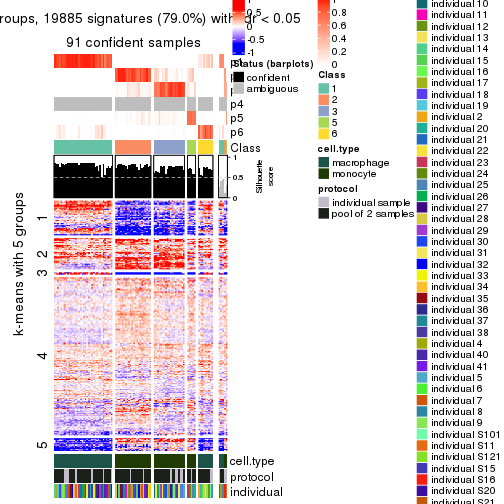 roups, 19885 signatures (79.0%) with
r < 0.05
91 confident samples
p4
p5
p6
Class
1
0.5
0
Silhouette
score
k-means with 5 groups
1
2
3
4
5
cell.type
protocol
individual
0.5
0
-0.5
-1
Status (barplots)
confident
ambiguous
0.8
0.6
0.4
0.2
0
Class
1
2
3
5
6
cell.type
macrophage
monocyte
protocol
individual sample
pool of 2 samples
individual 10
individual 11
individual 12
individual 13
individual 14
individual 15
individual 16
individual 17
individual 18
individual 19
individual 2
individual 20
individual 21
individual 22
individual 23
individual 24
individual 25
individual 26
individual 27
individual 28
individual 29
individual 30
individual 31
individual 32
individual 33
individual 34
individual 35
individual 36
individual 37
individual 38
individual 4
individual 40
individual 41
individual 5
individual 6
individual 7
individual 8
individual 9
individual S101
individual S11
individual S121
individual S15
individual S16
individual S20
individual S21